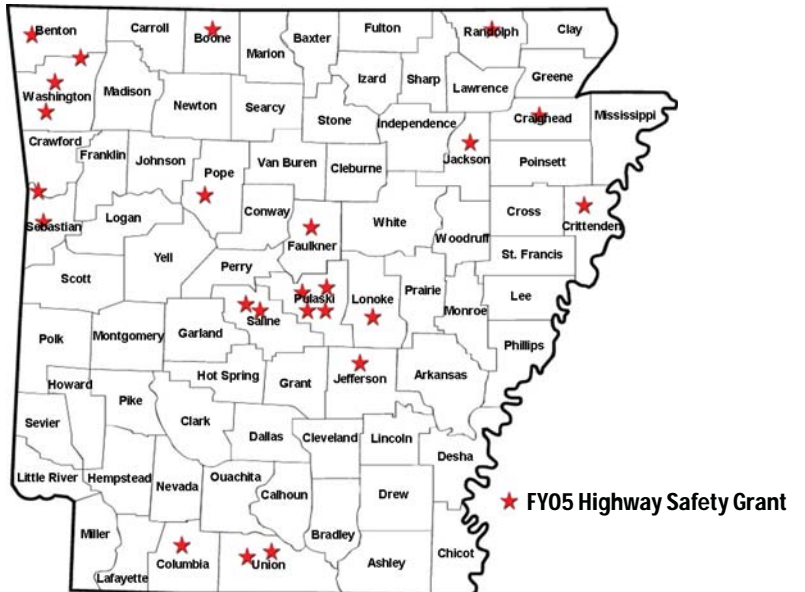 Benton
Carroll
Boone
Marion
Baxter
Fulton
Randolph
Clay
Washington
Madison
Newton
Searcy
Stone
Izard
Sharp
Lawrence
Greene
Independence
Craighead
Mississippi
Crawford
Franklin
Johnson
Pope
Van Buren
Cleburne
Jackson
Poinsett
Sebastian
Logan
Conway
Faulkner
White
Woodruff
Cross
Crittenden
St. Francis
Scott
Yell
Perry
Pulaski
Lonoke
Prairie
Monroe
Lee
Phillips
Polk
Montgomery
Garland
Saline
Hot Spring
Grant
Jefferson
Arkansas
Howard
Pike
Clark
Dallas
Cleveland
Lincoln
Desha
Sevier
Little River
Hempstead
Nevada
Ouachita
Calhoun
Drew
FY05 Highway Safety Grant
Miller
Lafayette
Columbia
Union
Bradley
Ashley
Chicot